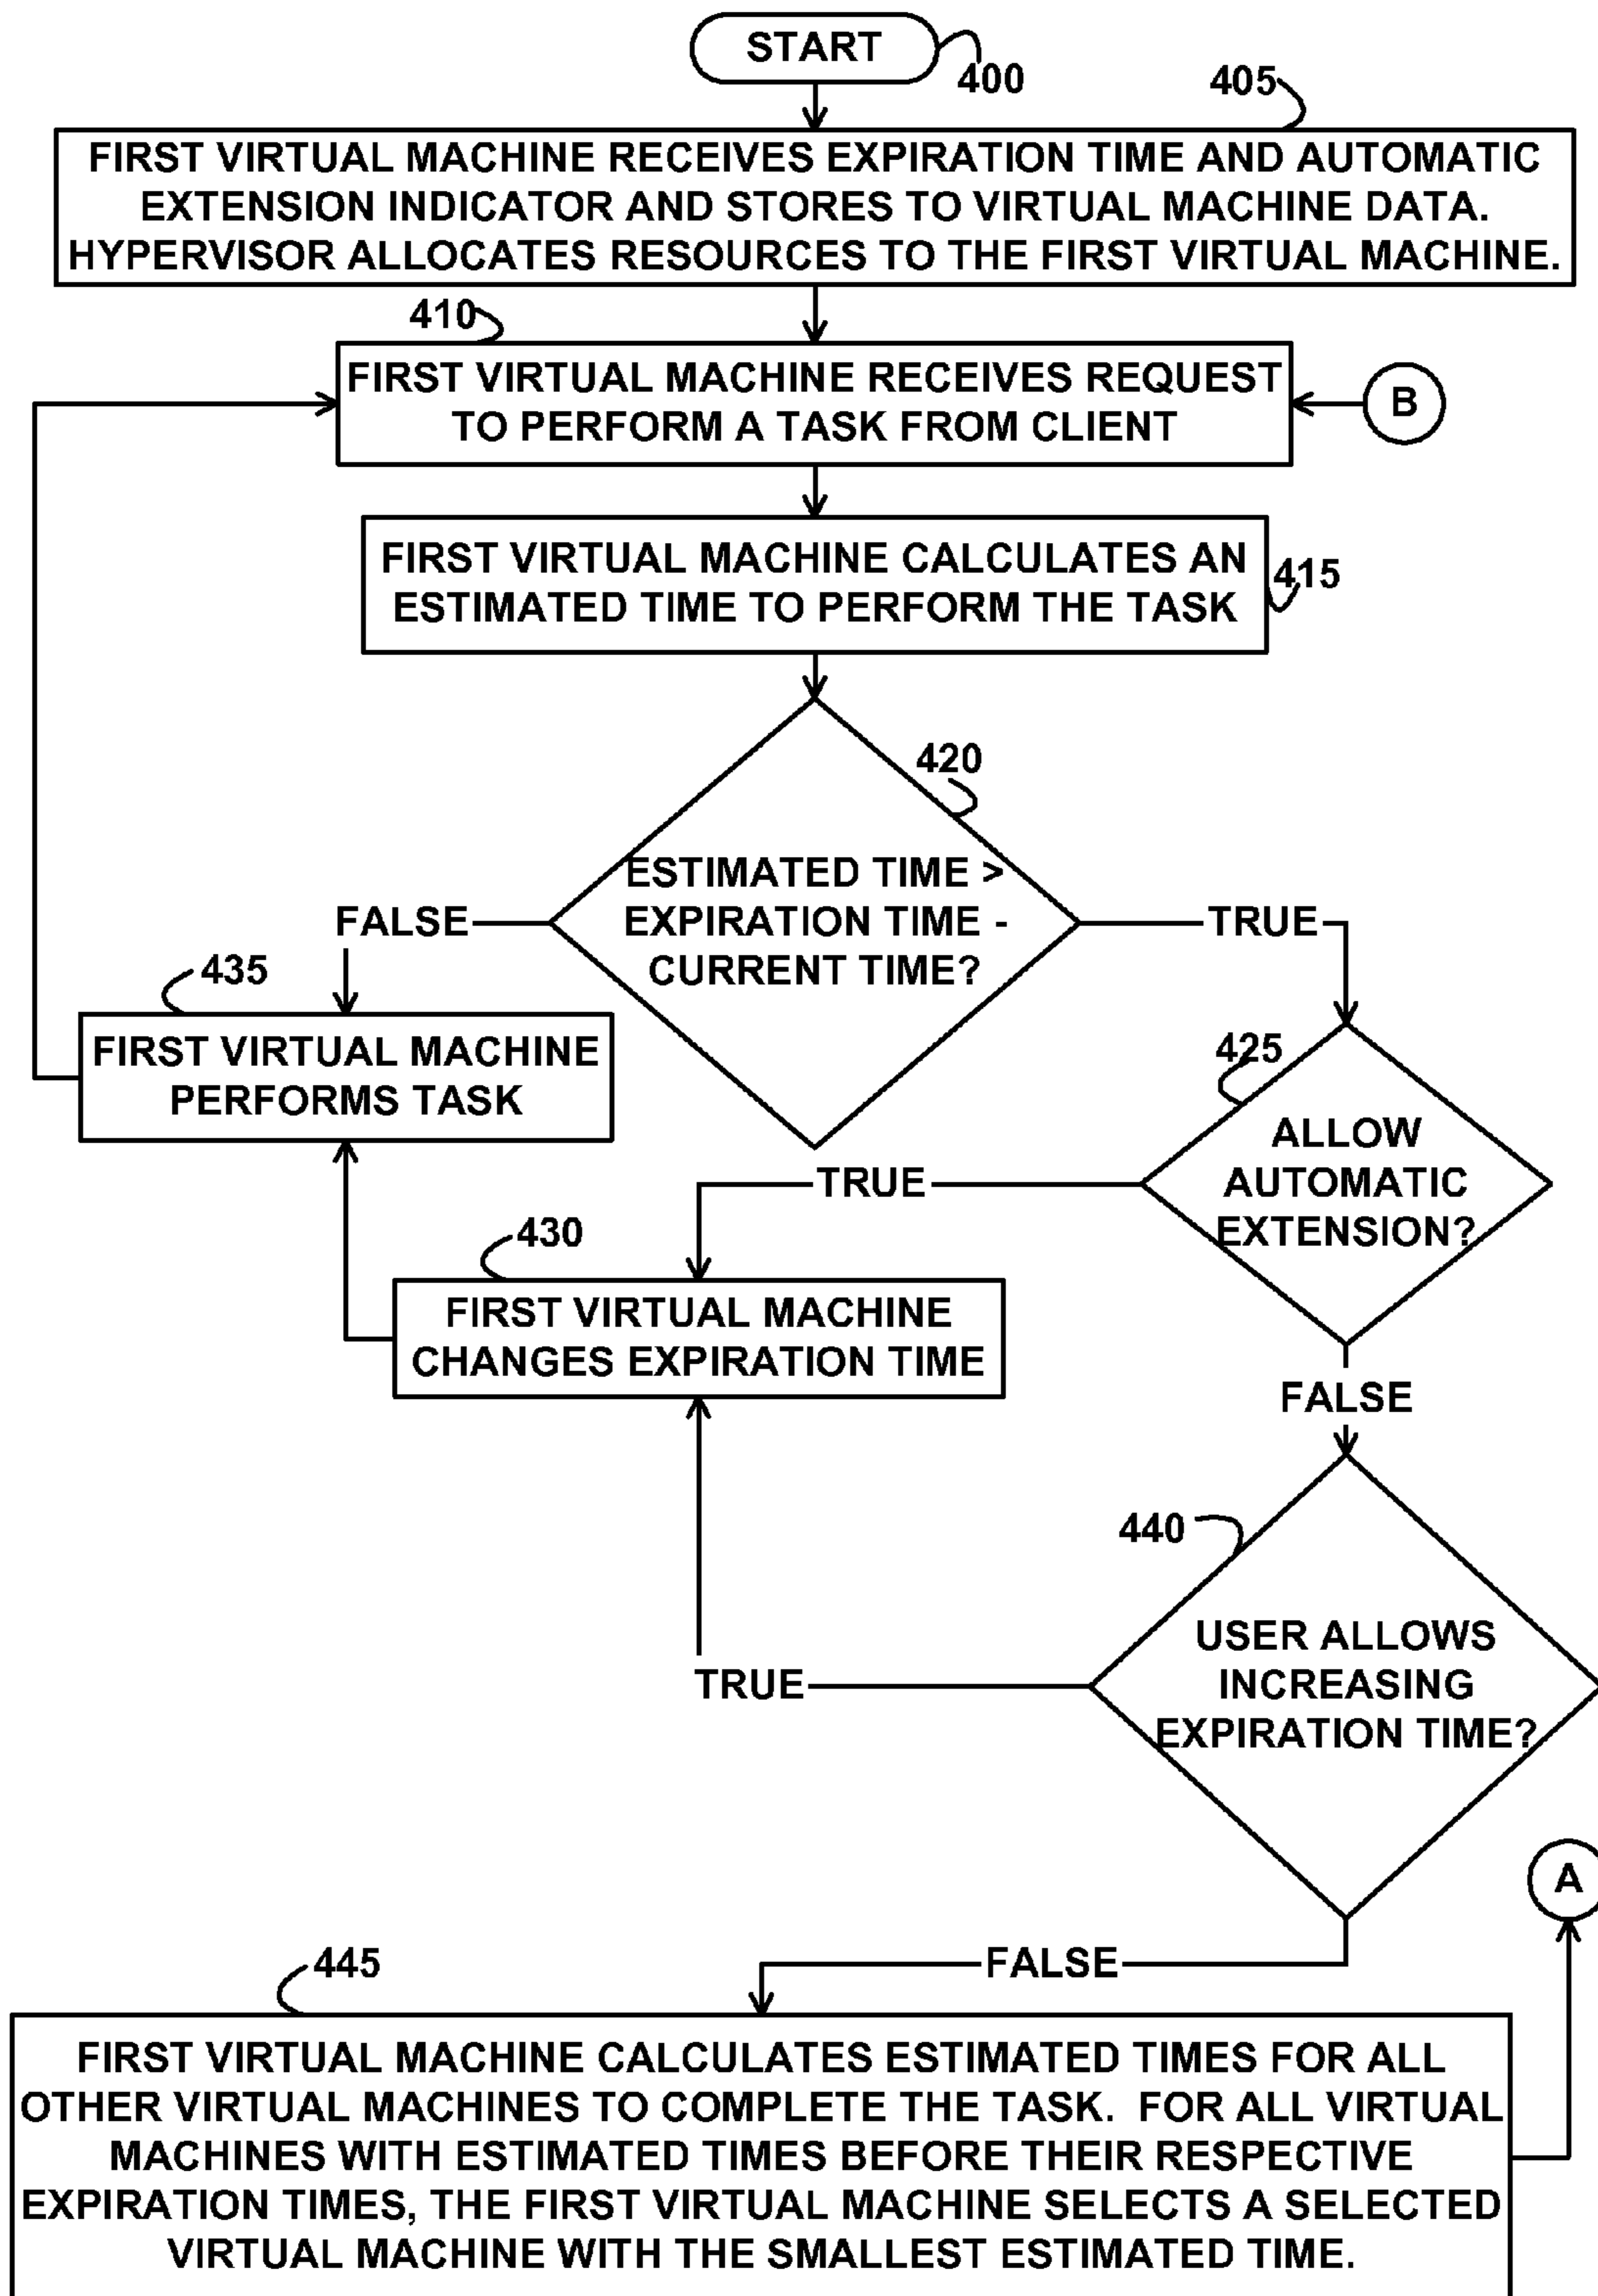 START
400
405
FIRST VIRTUAL MACHINE RECEIVES EXPIRATION TIME AND AUTOMATIC
EXTENSION INDICATOR AND STORES TO VIRTUAL MACHINE DATA.
HYPERVISOR ALLOCATES RESOURCES TO THE FIRST VIRTUAL MACHINE.
410
FIRST VIRTUAL MACHINE RECEIVES REQUEST
TO PERFORM A TASK FROM CLIENT
B
FIRST VIRTUAL MACHINE CALCULATES AN
ESTIMATED TIME TO PERFORM THE TASK
415
420
ESTIMATED TIME >
EXPIRATION TIME -
CURRENT TIME?
FALSE
TRUE
435
FIRST VIRTUAL MACHINE
PERFORMS TASK
425
ALLOW
AUTOMATIC
EXTENSION?
TRUE
430
FIRST VIRTUAL MACHINE
CHANGES EXPIRATION TIME
FALSE
440
USER ALLOWS
INCREASING
EXPIRATION TIME?
TRUE
A
FALSE
445
FIRST VIRTUAL MACHINE CALCULATES ESTIMATED TIMES FOR ALL
OTHER VIRTUAL MACHINES TO COMPLETE THE TASK.  FOR ALL VIRTUAL
MACHINES WITH ESTIMATED TIMES BEFORE THEIR RESPECTIVE
EXPIRATION TIMES, THE FIRST VIRTUAL MACHINE SELECTS A SELECTED
VIRTUAL MACHINE WITH THE SMALLEST ESTIMATED TIME.